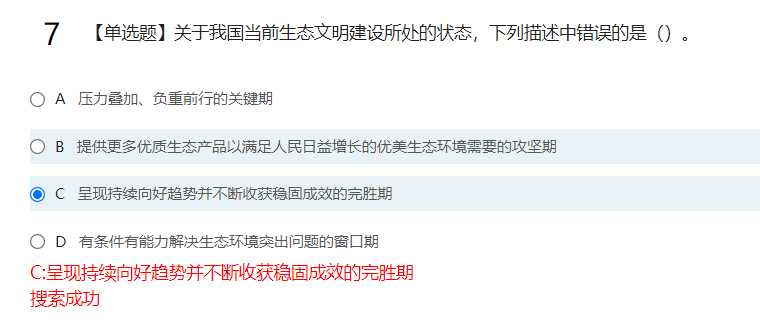 7 【单选题】关于我国当前生态文明建设所处的状态，下列描述中错误的是（）。
A 压力叠加、负重前行的关键期
B 提供更多优质生态产品以满足人民日益增长的优美生态环境需要的攻坚期
C 呈现持续向好趋势并不断收获稳固成效的完胜期
D 有条件有能力解决生态环境突出问题的窗口期
C:呈现持续向好趋势并不断收获稳固成效的完胜期
搜索成功